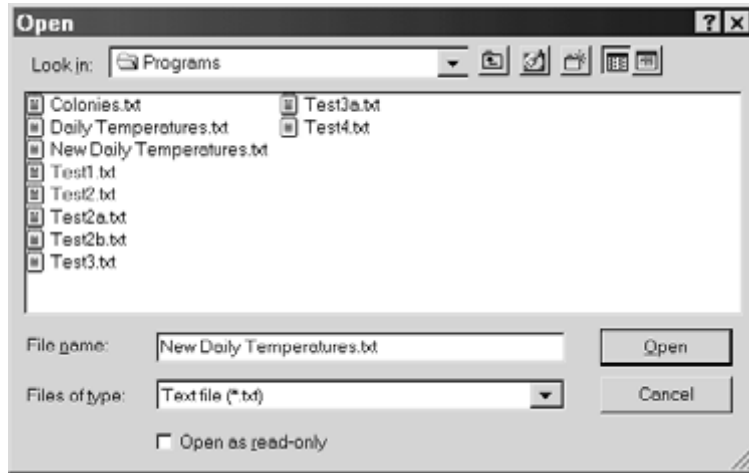 Open
Look in: Programs
Colonies.txt
Daily Temperatures.txt
New Daily Temperatures.txt
Test1.txt
Test2.txt
Test2a.txt
Test2b.txt
Test3.txt
Test3a.txt
Test4.txt
File name: New Daily Temperatures.txt Open
Files of type: Text file (*.txt) Cancel
Open as read-only